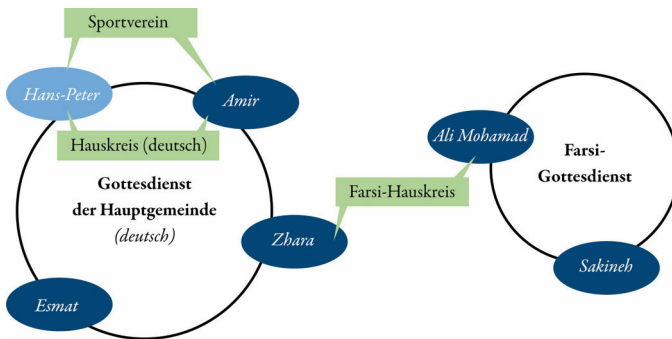 Sportverein
Hans-Peter
Amir
Hauskreis (deutsch)
Gottesdienst
der Hauptgemeinde
(deutsch)
Zhara
Esmat
Farsi-Hauskreis
Ali Mohamad
Farsi-
Gottesdienst
Sakineh